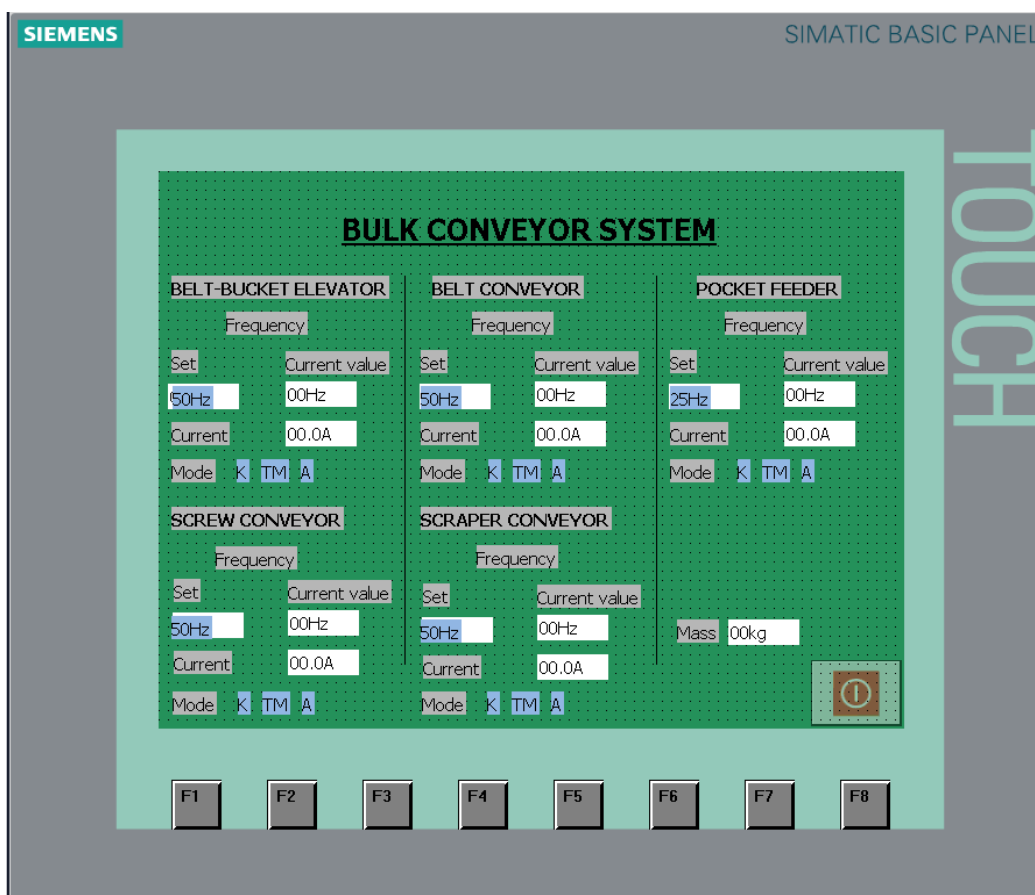 SIEMENS
SIMATIC BASIC PANEL
TOUCH
BULK CONVEYOR SYSTEM
BELT-BUCKET ELEVATOR
Frequency
Set Current value
50Hz 00Hz
Current 00.0A
Mode K TM A
BELT CONVEYOR
Frequency
Set Current value
50Hz 00Hz
Current 00.0A
Mode K TM A
POCKET FEEDER
Frequency
Set Current value
25Hz 00Hz
Current 00.0A
Mode K TM A
SCREW CONVEYOR
Frequency
Set Current value
50Hz 00Hz
Current 00.0A
Mode K TM A
SCRAPER CONVEYOR
Frequency
Set Current value
50Hz 00Hz
Current 00.0A
Mode K TM A
Mass 00kg
F1 F2 F3 F4 F5 F6 F7 F8